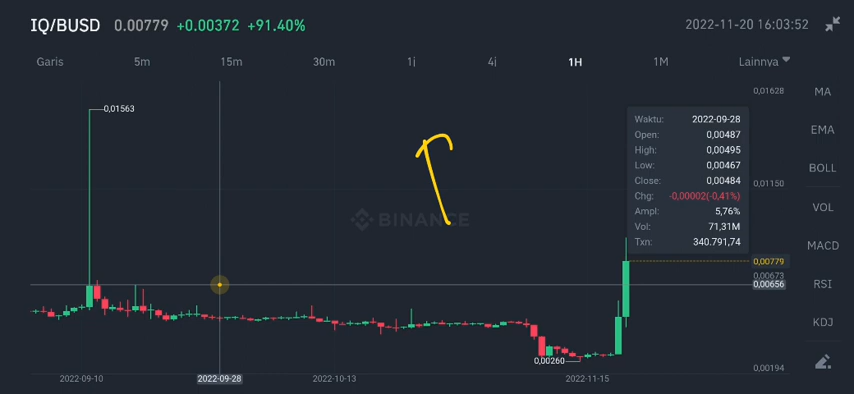 IQ/BUSD 0.00779 +0.00372 +91.40% 2022-11-20 16:03:52
Garis 5m 15m 30m 1j 4j 1H 1M Lainnya
0,01628
MA
0,01563
Waktu: 2022-09-28
Open: 0,00487
EMA
High: 0,00495
Low: 0,00467
BOLL
Close: 0,00484
0,01150
Chg: -0,00002(-0,41%)
Ampl: 5,76%
VOL
BINANCE
Vol: 71,31M
Txn: 340.791,74
MACD
0,00779
0,00673
0,00656
RSI
KDJ
0,00260
0,00194
2022-09-10 2022-09-28 2022-10-13 2022-11-15